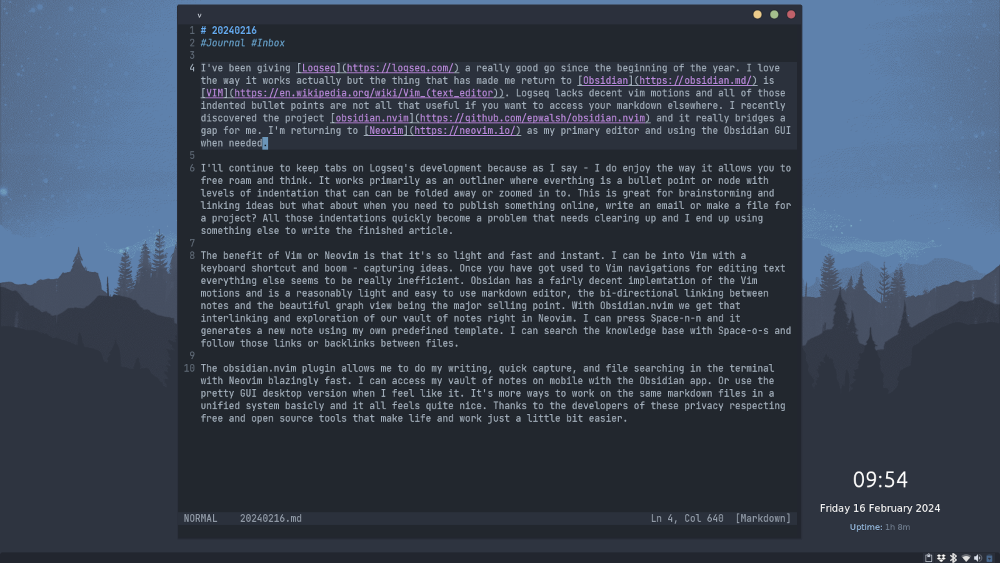 v
1 # 20240216
2 #Journal #Inbox
3
4 I've been giving [Logseq](https://logseq.com/) a really good go since the beginning of the year. I love
the way it works actually but the thing that has made me return to [Obsidian](https://obsidian.md/) is
[VIM](https://en.wikipedia.org/wiki/Vim_(text_editor)). Logseq lacks decent vim motions and all of those
indented bullet points are not all that useful if you want to access your markdown elsewhere. I recently
discovered the project [obsidian.nvim](https://github.com/epwalsh/obsidian.nvim) and it really bridges a
gap for me. I'm returning to [Neovim](https://neovim.io/) as my primary editor and using the Obsidian GUI
when needed.
5
6 I'll continue to keep tabs on Logseq's development because as I say - I do enjoy the way it allows you to
free roam and think. It works primarily as an outliner where everthing is a bullet point or node with
levels of indentation that can can be folded away or zoomed in to. This is great for brainstorming and
linking ideas but what about when you need to publish something online, write an email or make a file for
a project? All those indentations quickly become a problem that needs clearing up and I end up using
something else to write the finished article.
7
8 The benefit of Vim or Neovim is that it's so light and fast and instant. I can be into Vim with a
keyboard shortcut and boom - capturing ideas. Once you have got used to Vim navigations for editing text
everything else seems to be really inefficient. Obsidan has a fairly decent implemtation of the Vim
motions and is a reasonably light and easy to use markdown editor, the bi-directional linking between
notes and the beautiful graph view being the major selling point. With Obsidian.nvim we get that
interlinking and exploration of our vault of notes right in Neovim. I can press Space-n-n and it
generates a new note using my own predefined template. I can search the knowledge base with Space-o-s and
follow those links or backlinks between files.
9
10 The obsidian.nvim plugin allows me to do my writing, quick capture, and file searching in the terminal
with Neovim blazingly fast. I can access my vault of notes on mobile with the Obsidian app. Or use the
pretty GUI desktop version when I feel like it. It's more ways to work on the same markdown files in a
unified system basicly and it all feels quite nice. Thanks to the developers of these privacy respecting
free and open source tools that make life and work just a little bit easier.
NORMAL 20240216.md Ln 4, Col 640 [Markdown]
09:54
Friday 16 February 2024
Uptime: 1h 8m